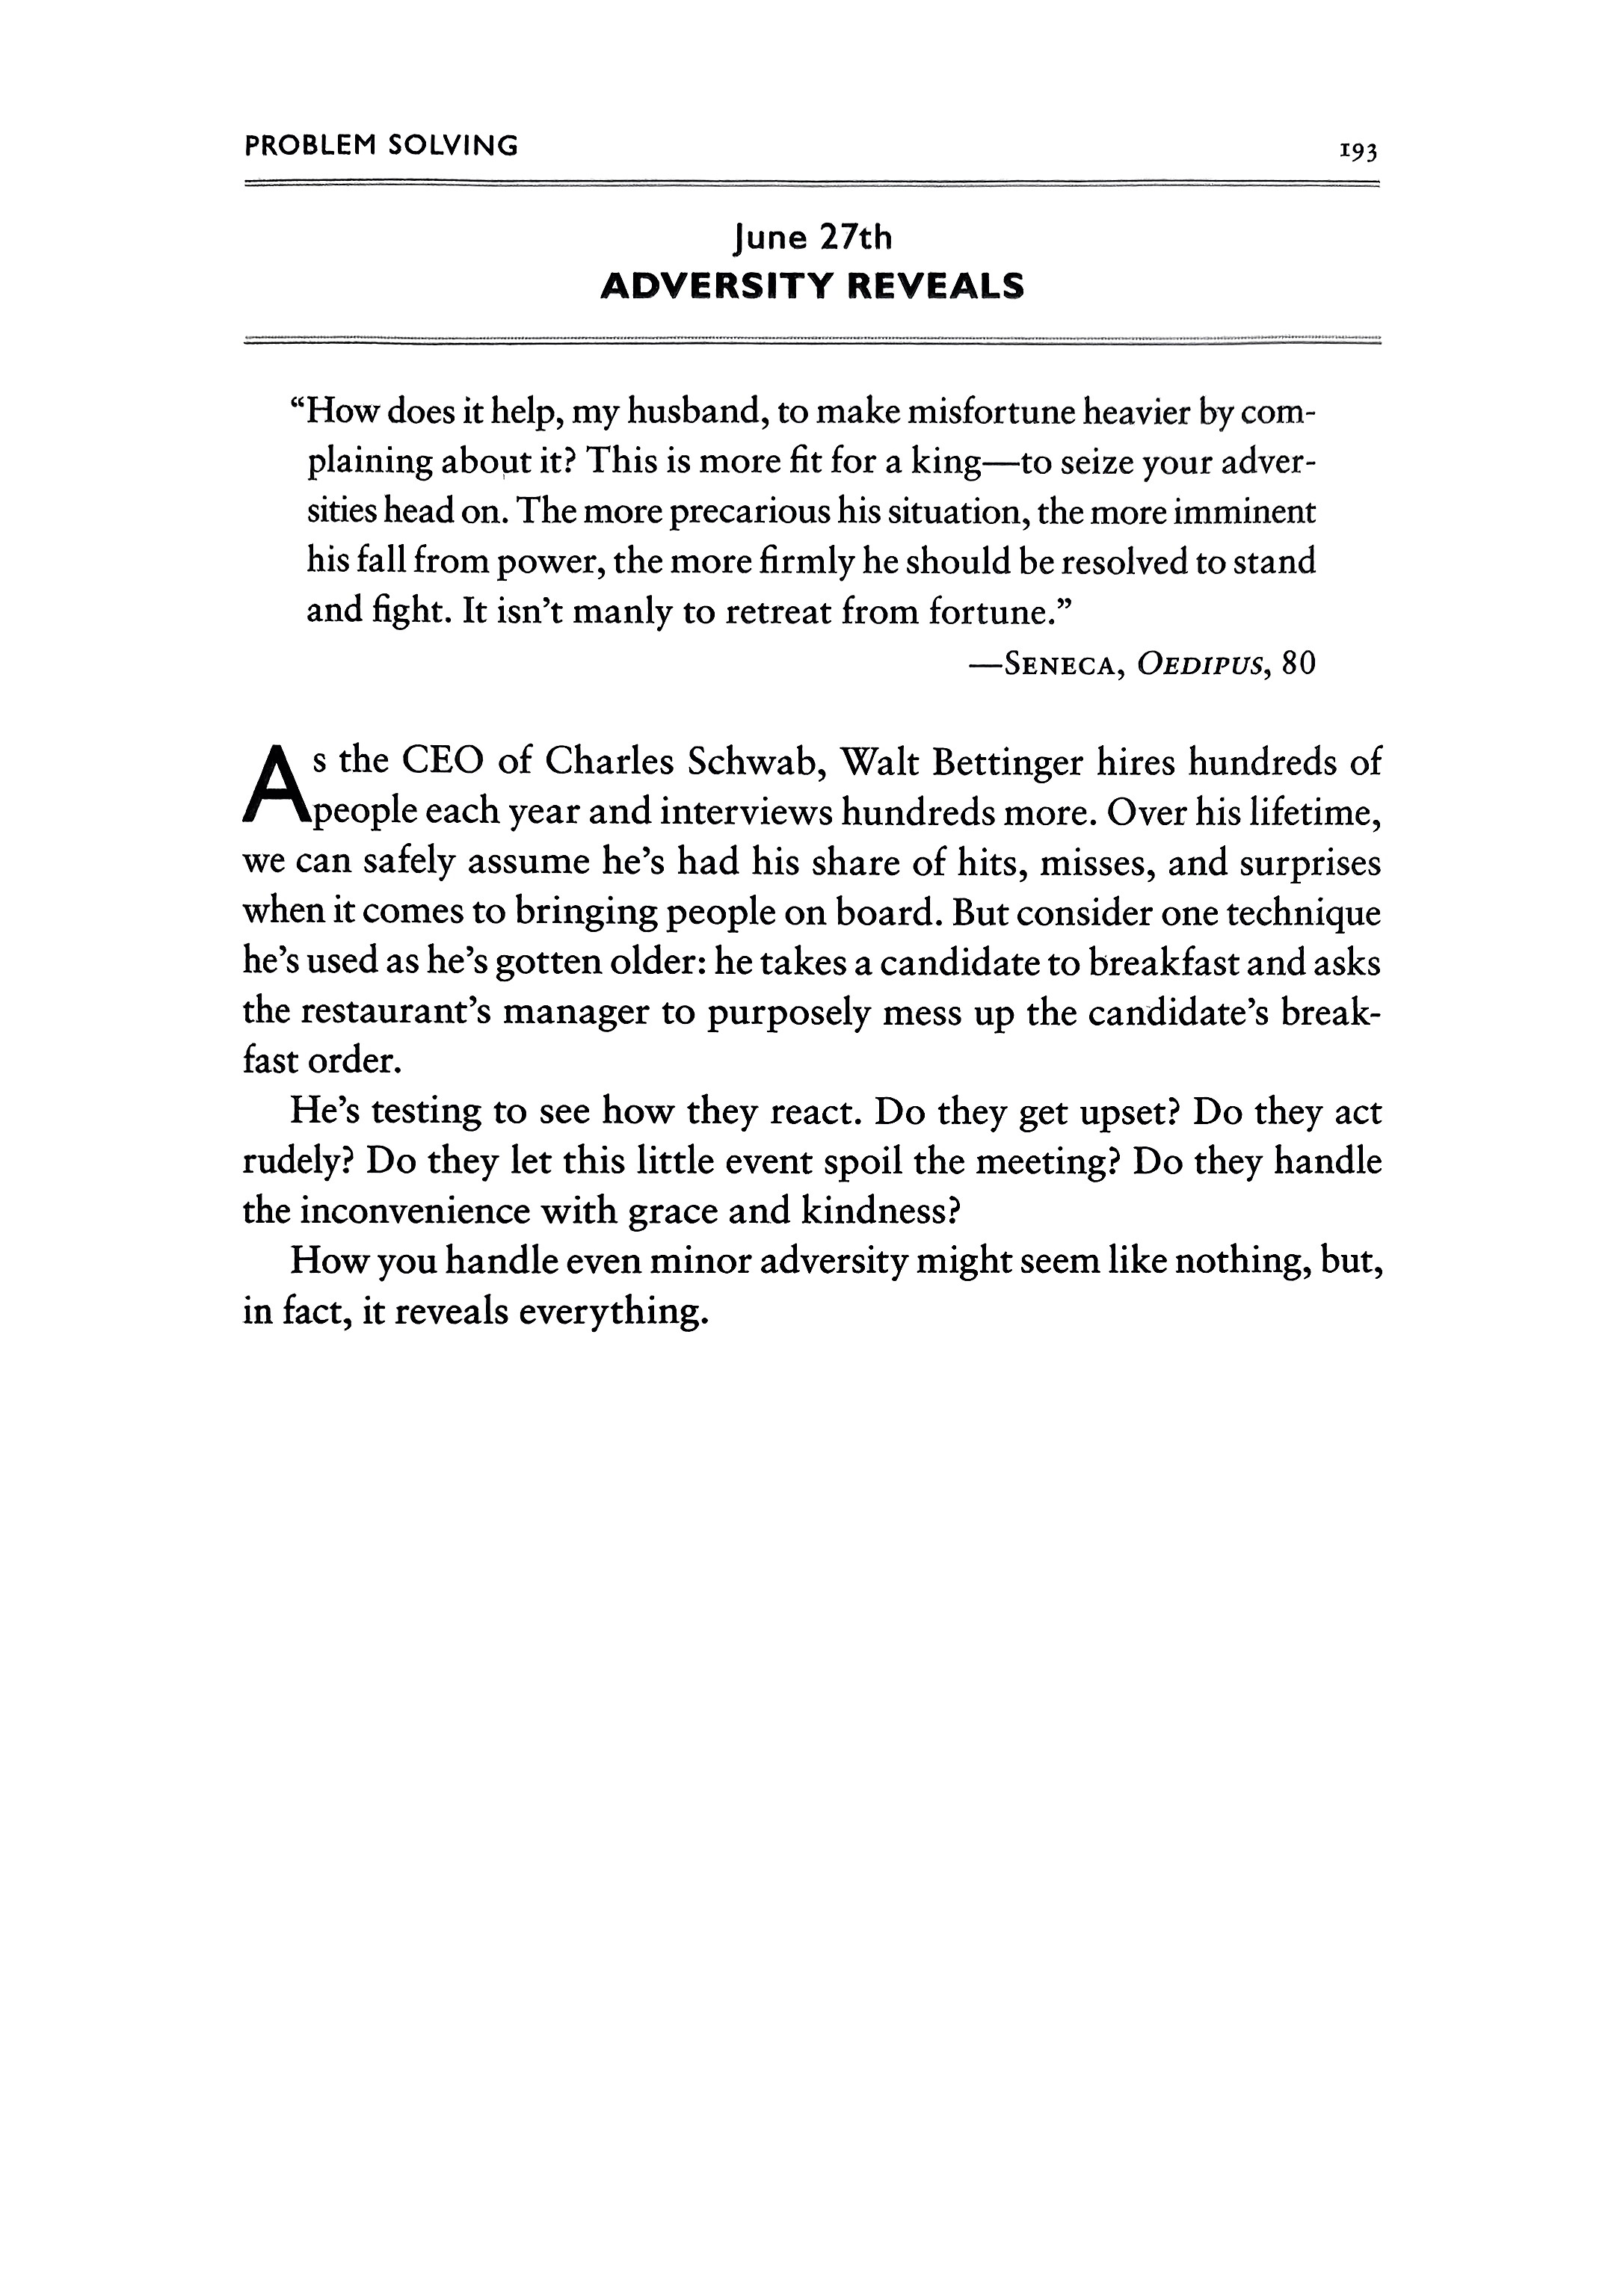 PROBLEM SOLVING
193
June 27th
ADVERSITY REVEALS
“How does it help, my husband, to make misfortune heavier by com-
plaining about it? This is more fit for a king—to seize your adver-
sities head on. The more precarious his situation, the more imminent
his fall from power, the more firmly he should be resolved to stand
and fight. It isn’t manly to retreat from fortune.”
—SENECA, OEDIPUS, 80
As the CEO of Charles Schwab, Walt Bettinger hires hundreds of
people each year and interviews hundreds more. Over his lifetime,
we can safely assume he’s had his share of hits, misses, and surprises
when it comes to bringing people on board. But consider one technique
he’s used as he’s gotten older: he takes a candidate to breakfast and asks
the restaurant’s manager to purposely mess up the candidate’s break-
fast order.
He’s testing to see how they react. Do they get upset? Do they act
rudely? Do they let this little event spoil the meeting? Do they handle
the inconvenience with grace and kindness?
How you handle even minor adversity might seem like nothing, but,
in fact, it reveals everything.